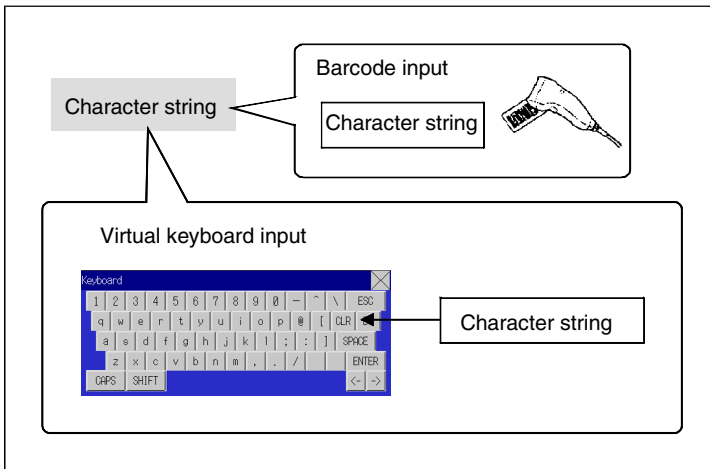 Barcode input
Character string
Character string
Virtual keyboard input
Keyboard
1 2 3 4 5 6 7 8 9 0 - ^ \ ESC
q w e r t y u i o p @ [ CLR
Character string
a s d f g h j k l ; : ] SPACE
z x c v b n m , . / ENTER
CAPS SHIFT <- ->